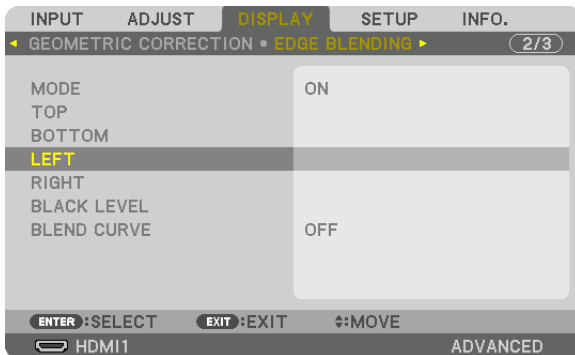 INPUT ADJUST DISPLAY SETUP INFO.
GEOMETRIC CORRECTION • EDGE BLENDING 2/3
MODE ON
TOP
BOTTOM
LEFT
RIGHT
BLACK LEVEL
BLEND CURVE OFF
ENTER :SELECT EXIT :EXIT :MOVE
HDMI1 ADVANCED